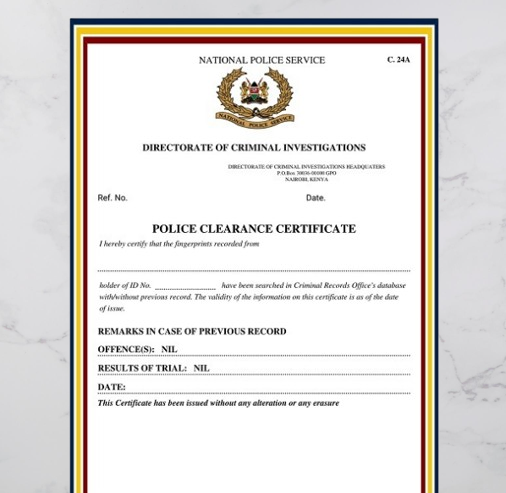 NATIONAL POLICE SERVICE
C. 24A
NATIONAL POLICE SERVICE
DIRECTORATE OF CRIMINAL INVESTIGATIONS
DIRECTORATE OF CRIMINAL INVESTIGATIONS HEADQUATERS
P.O.Box 30036-00100 GPO
NAIROBI, KENYA
Ref. No.
Date.
POLICE CLEARANCE CERTIFICATE
I hereby certify that the fingerprints recorded from
holder of ID No. ........................ have been searched in Criminal Records Office's database
with/without previous record. The validity of the information on this certificate is as of the date
of issue.
REMARKS IN CASE OF PREVIOUS RECORD
OFFENCE(S): NIL
RESULTS OF TRIAL: NIL
DATE:
This Certificate has been issued without any alteration or any erasure